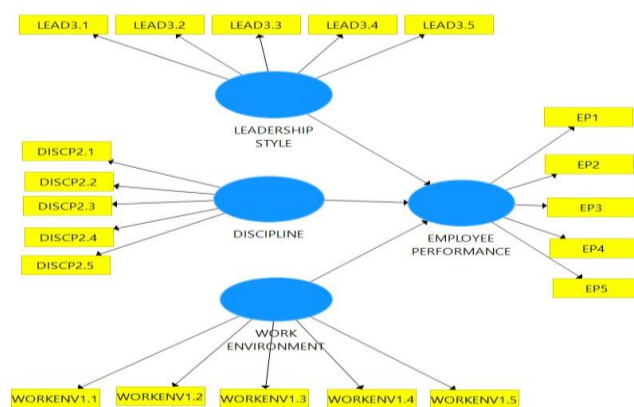 LEAD3.1
LEAD3.2
LEAD3.3
LEAD3.4
LEAD3.5
LEADERSHIP
STYLE
EP1
EP2
EP3
EP4
EP5
DISCP2.1
DISCP2.2
DISCP2.3
DISCP2.4
DISCP2.5
DISCIPLINE
EMPLOYEE
PERFORMANCE
WORK
ENVIRONMENT
WORKENV1.1
WORKENV1.2
WORKENV1.3
WORKENV1.4
WORKENV1.5